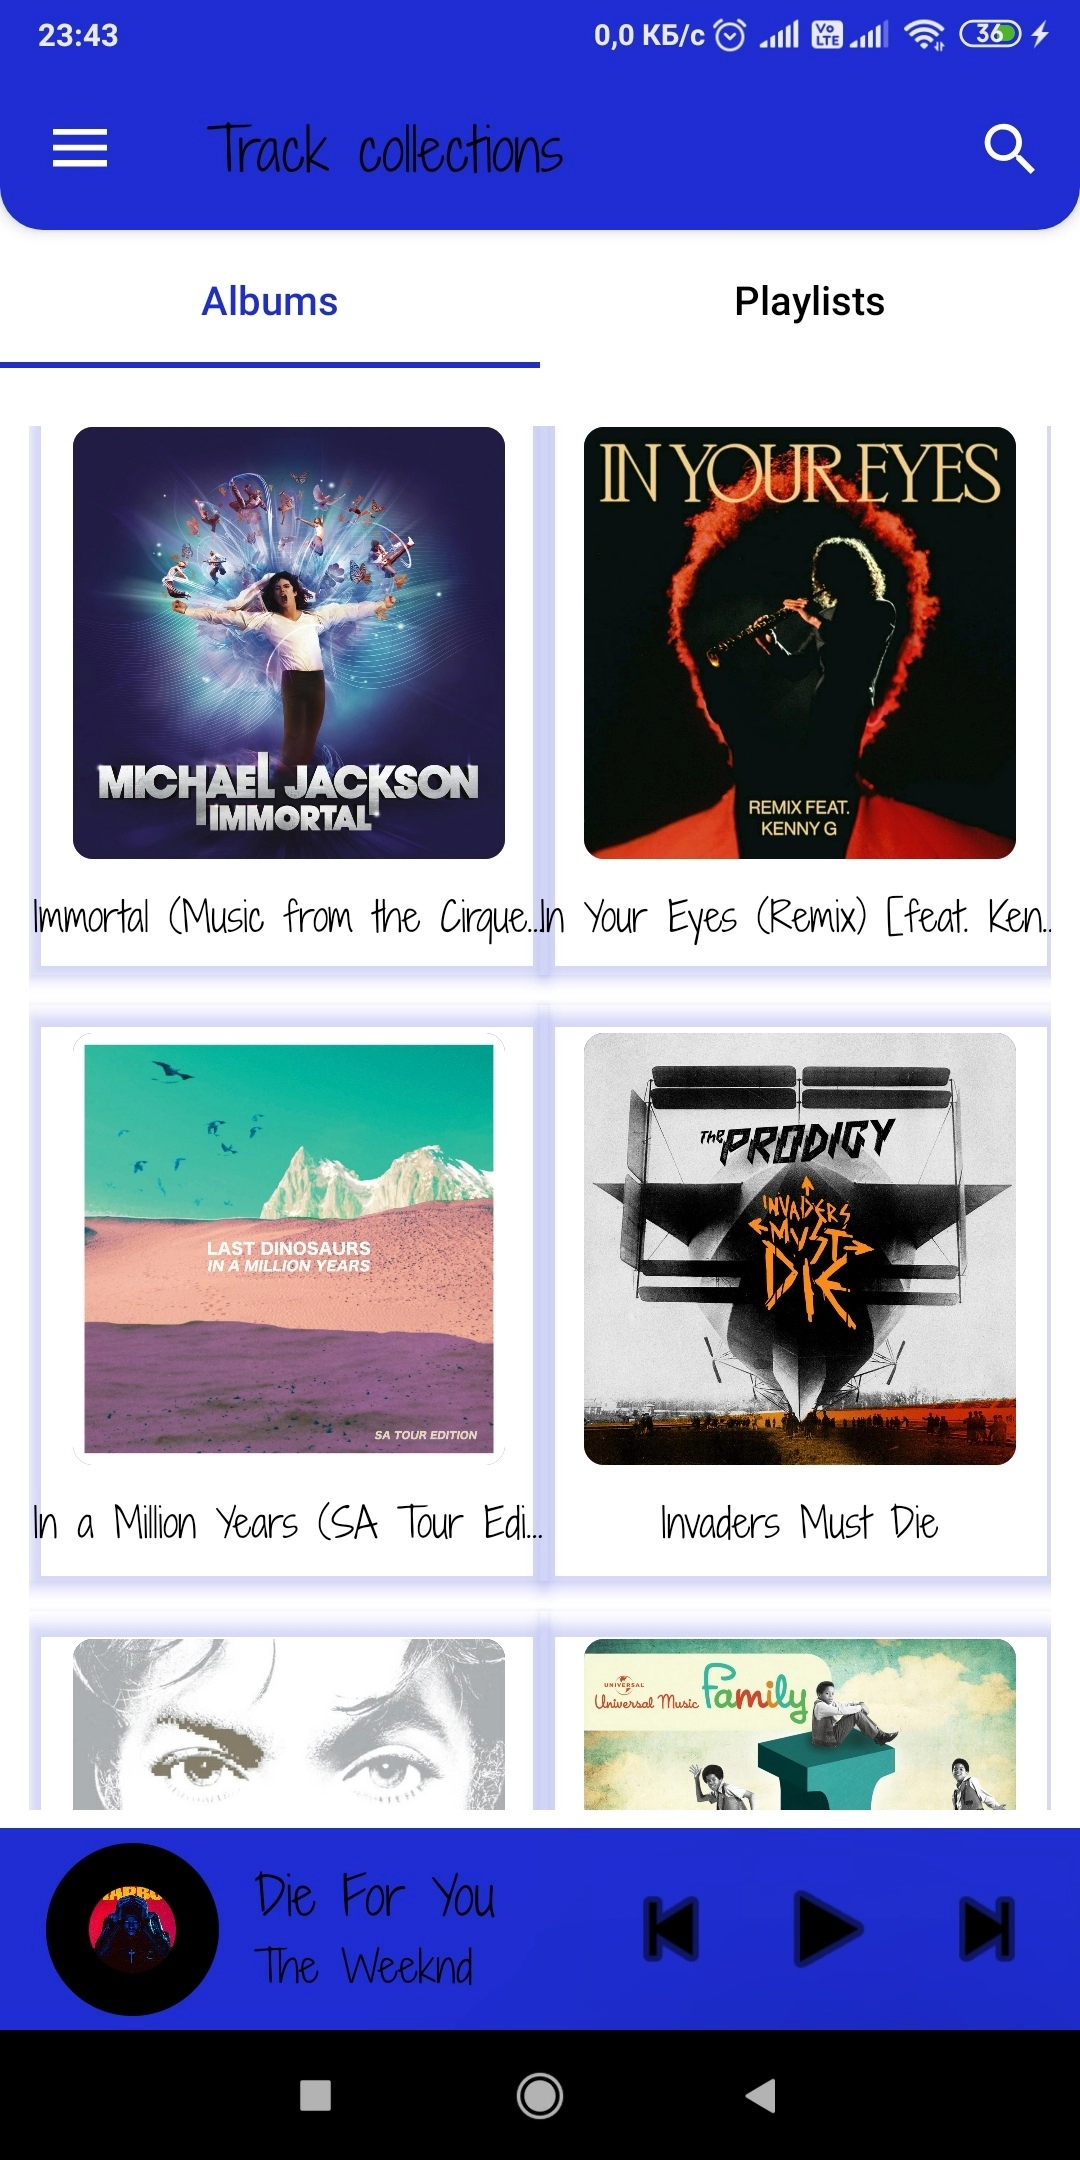 23:43
0,0 КБ/с
Vo
LTE
36
Track collections
Albums
Playlists
MICHAEL JACKSON
IMMORTAL
IN YOUR EYES
REMIX FEAT.
KENNY G
Immortal (Music from the Cirque...
In Your Eyes (Remix) [feat. Ken...
LAST DINOSAURS
IN A MILLION YEARS
SA TOUR EDITION
THE PRODIGY
INVADERS
MUST
DIE
In a Million Years (SA Tour Edi...
Invaders Must Die
UNIVERSAL
Universal Music Family
Die For You
The Weeknd